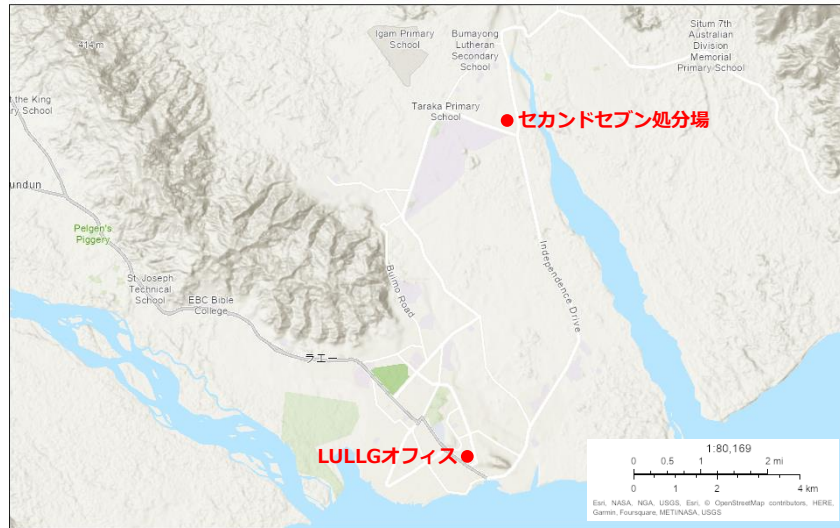 Igam Primary
School
Bumayong
Lutheran
Secondary
School
Situm 7th
Australian
Division
Memorial
Primary School
414 m
t the King
ry School
Taraka Primary
School
セカンドセブン処分場
undun
Pelgen's
Piggery
St. Joseph
Technical
School
EBC Bible
College
Buimo Road
Independence Drive
ラエー
LULLGオフィス
1:80,169
0 0.5 1 2 mi
0 1 2 4 km
Esri, NASA, NGA, USGS, Esri, © OpenStreetMap contributors, HERE,
Garmin, Foursquare, METI/NASA, USGS